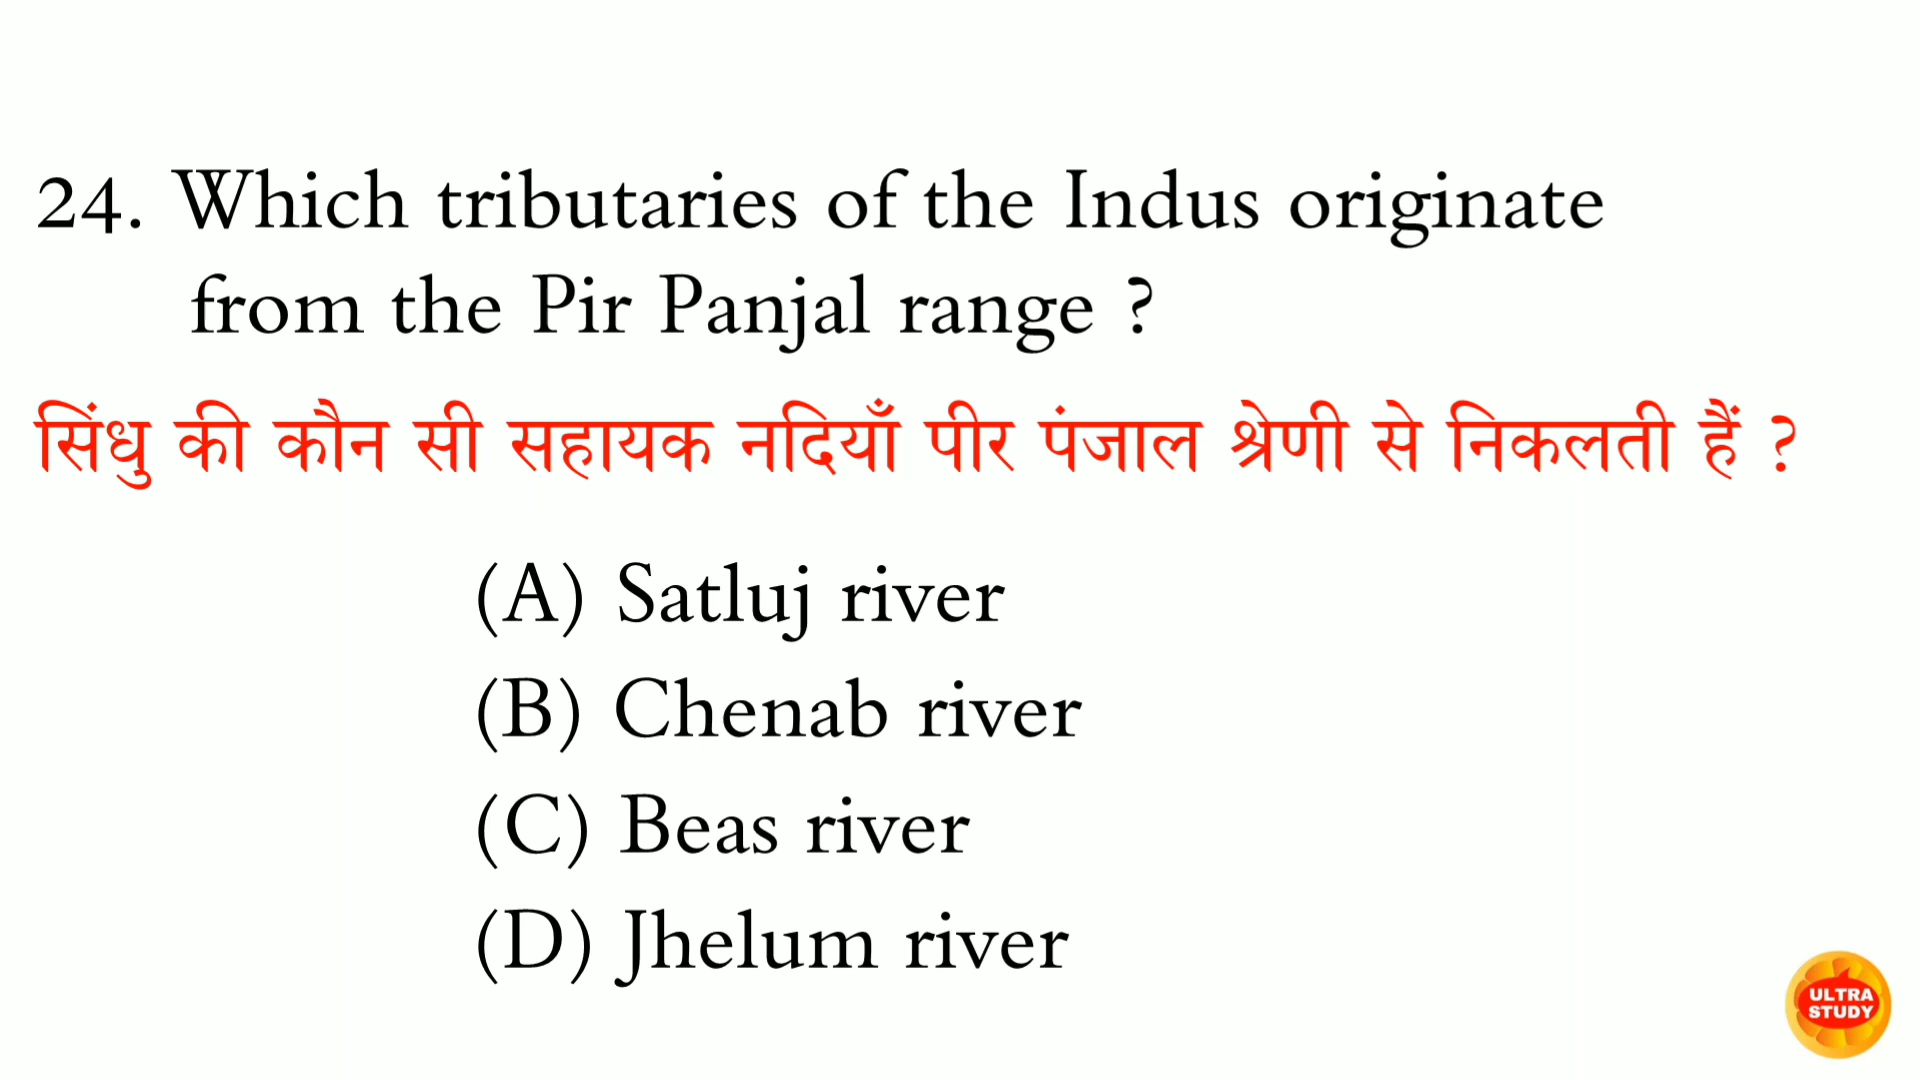 24. Which tributaries of the Indus originate
from the Pir Panjal range ?
सिंधु की कौन सी सहायक नदियाँ पीर पंजाल श्रेणी से निकलती हैं ?
(A) Satluj river
(B) Chenab river
(C) Beas river
(D) Jhelum river
ULTRA
STUDY